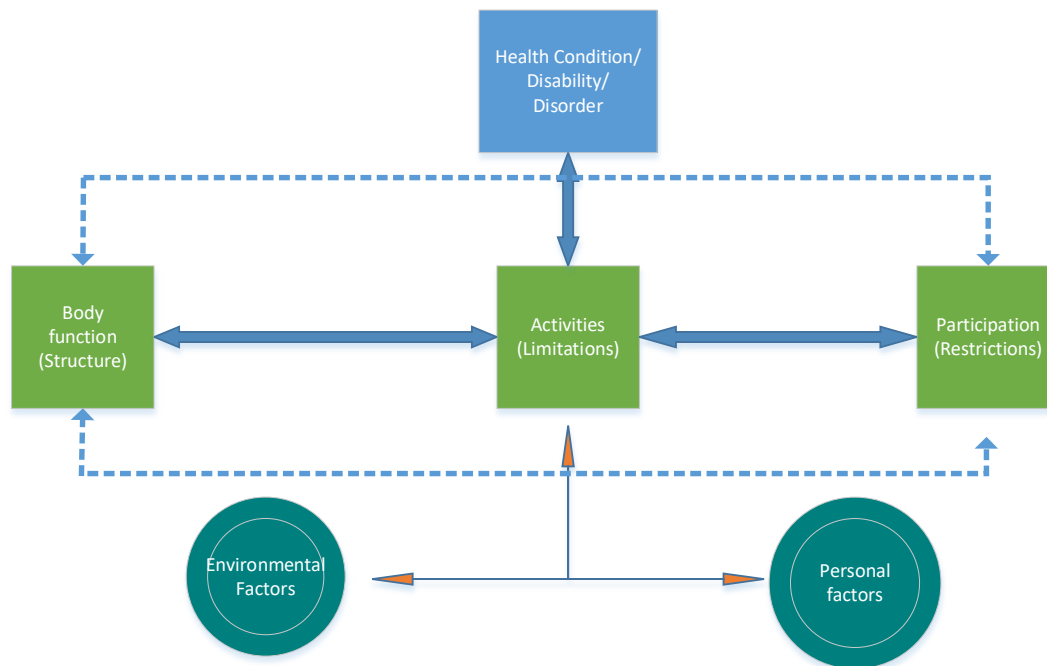 Health Condition/
Disability/
Disorder
Body
function
(Structure)
Activities
(Limitations)
Participation
(Restrictions)
Environmental
Factors
Personal
factors